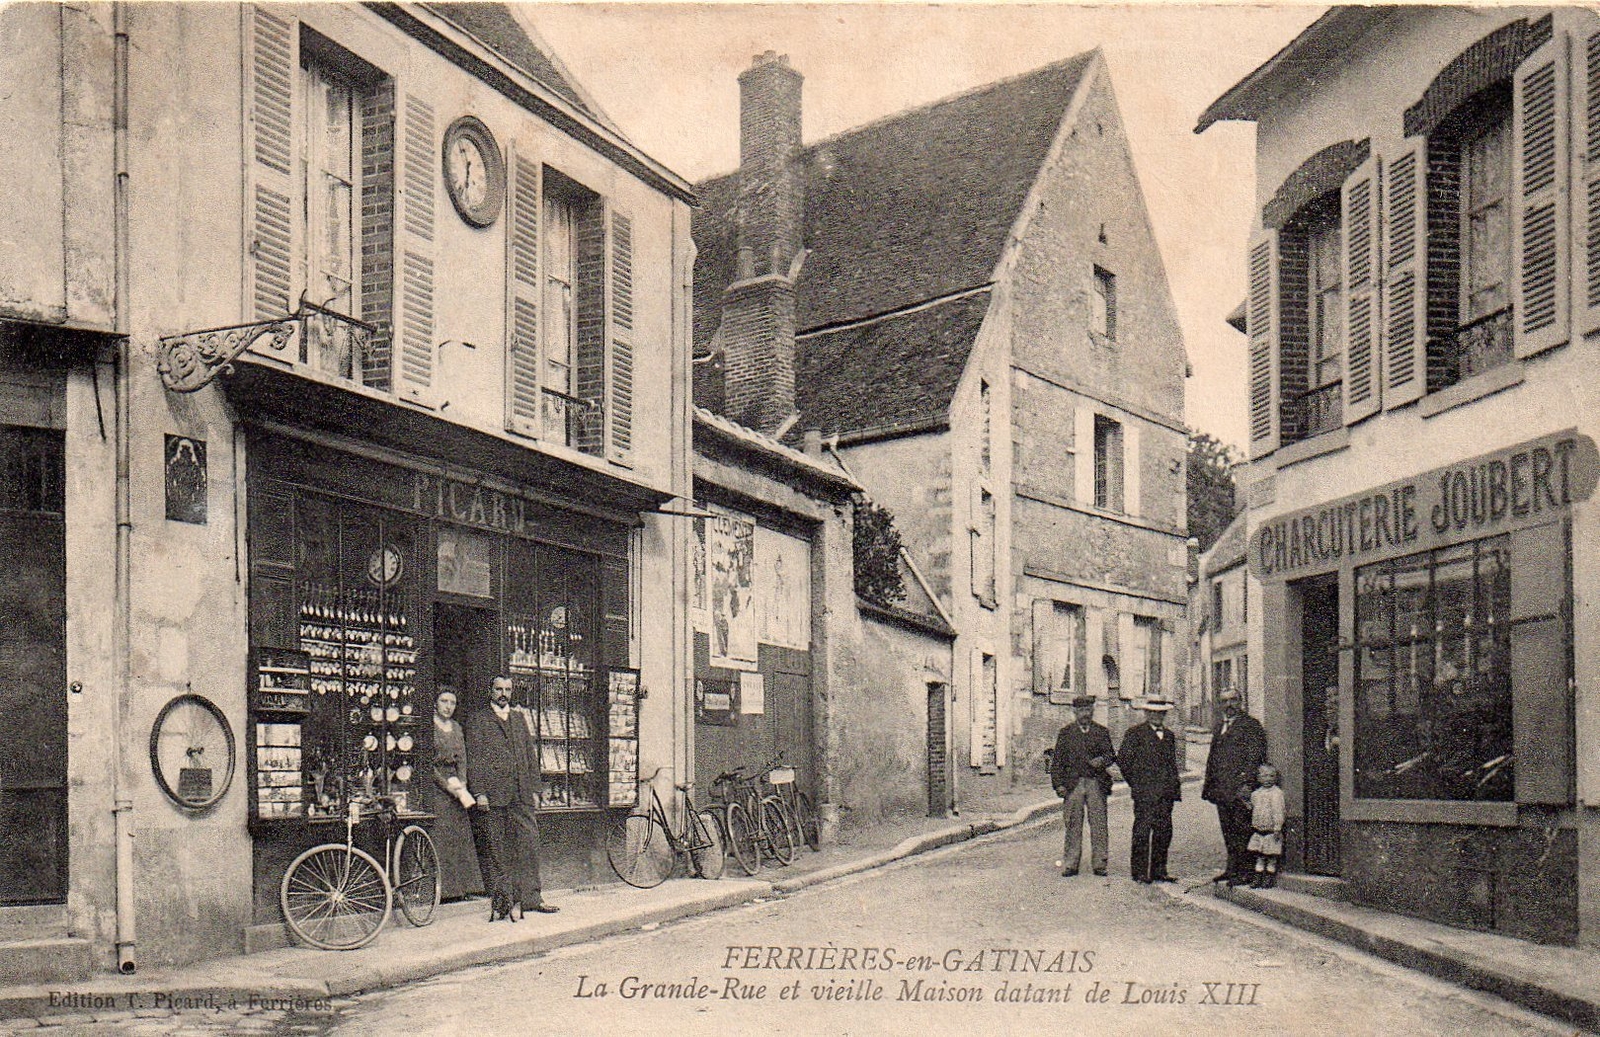 PICARD
CLEMENT
CHARCUTERIE JOUBERT
FERRIÈRES-en-GATINAIS
La Grande-Rue et vieille Maison datant de Louis XIII
Edition T. Picard, à Ferrières